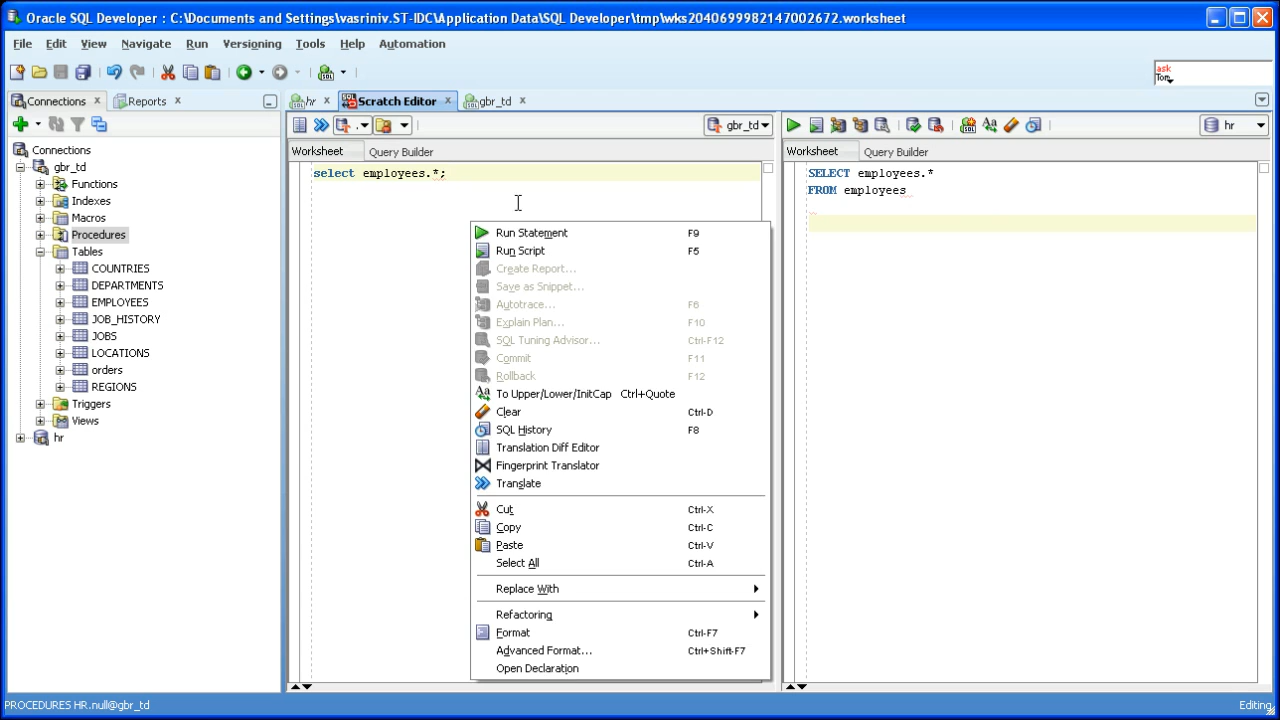 Oracle SQL Developer : C:\Documents and Settings\vasriniv.ST-IDC\Application Data\SQL Developer\tmp\wks2040699982147002672.worksheet
File Edit View Navigate Run Versioning Tools Help Automation
ask
Tom
Connections Reports
hr Scratch Editor gbr_td
gbr_td
hr
Worksheet Query Builder
Worksheet Query Builder
Connections
gbr_td
Functions
Indexes
Macros
Procedures
Tables
COUNTRIES
DEPARTMENTS
EMPLOYEES
JOB_HISTORY
JOBS
LOCATIONS
orders
REGIONS
Triggers
Views
hr
select employees.*;
Run Statement F9
Run Script F5
Create Report...
Save as Snippet...
Autotrace... F6
Explain Plan... F10
SQL Tuning Advisor... Ctrl-F12
Commit F11
Rollback F12
To Upper/Lower/InitCap Ctrl+Quote
Clear Ctrl-D
SQL History F8
Translation Diff Editor
Fingerprint Translator
Translate
Cut Ctrl-X
Copy Ctrl-C
Paste Ctrl-V
Select All Ctrl-A
Replace With
Refactoring
Format Ctrl-F7
Advanced Format... Ctrl+Shift-F7
Open Declaration
SELECT employees.*
FROM employees
PROCEDURES HR.null@gbr_td
Editing